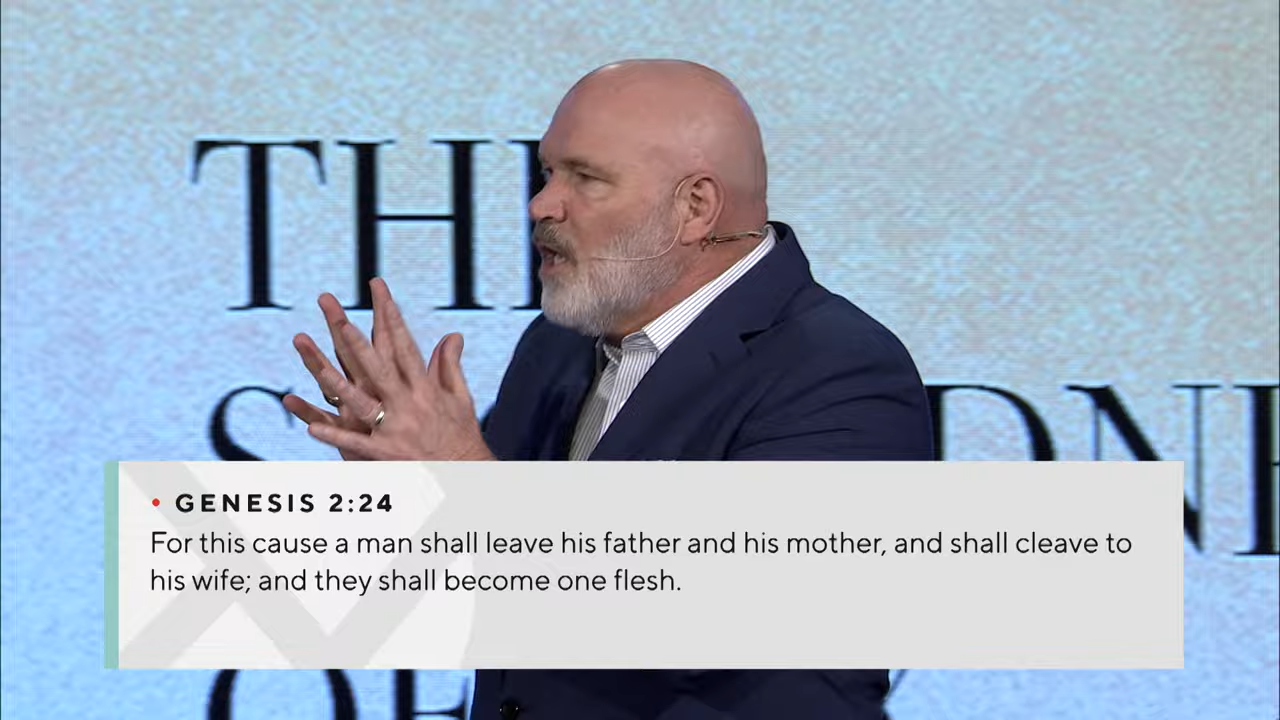 THE
• GENESIS 2:24
For this cause a man shall leave his father and his mother, and shall cleave to
his wife; and they shall become one flesh.